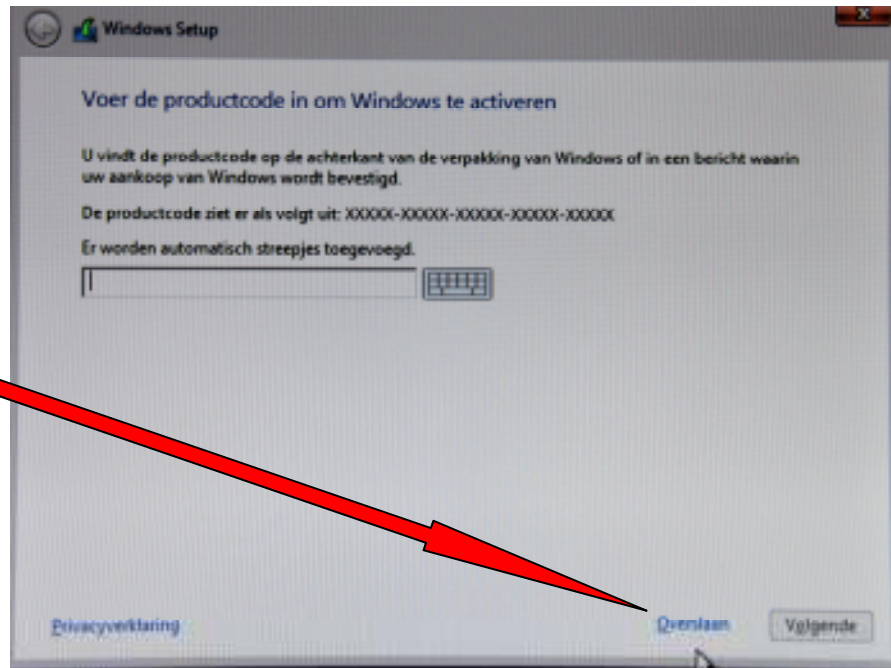 Windows Setup
Voer de productcode in om Windows te activeren
U vindt de productcode op de achterkant van de verpakking van Windows of in een bericht waarin
uw aankoop van Windows wordt bevestigd.
De productcode ziet er als volgt uit: XXXXX-XXXXX-XXXXX-XXXXX-XXXXX
Er worden automatisch streepjes toegevoegd.
Privacyverklaring
Overslaan
Volgende